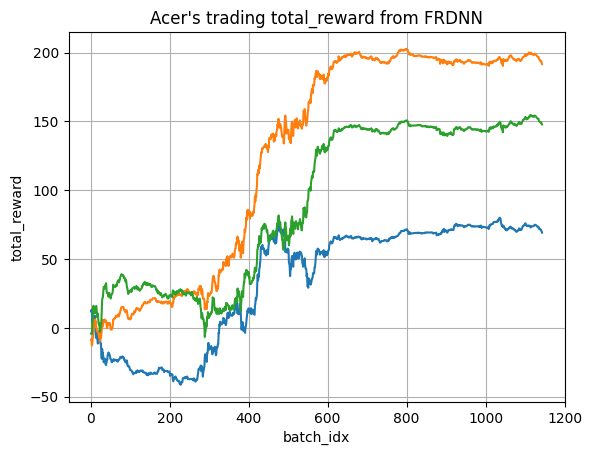 Acer's trading total_reward from FRDNN
total_reward
200
150
100
50
0
−50
0 200 400 600 800 1000 1200
batch_idx